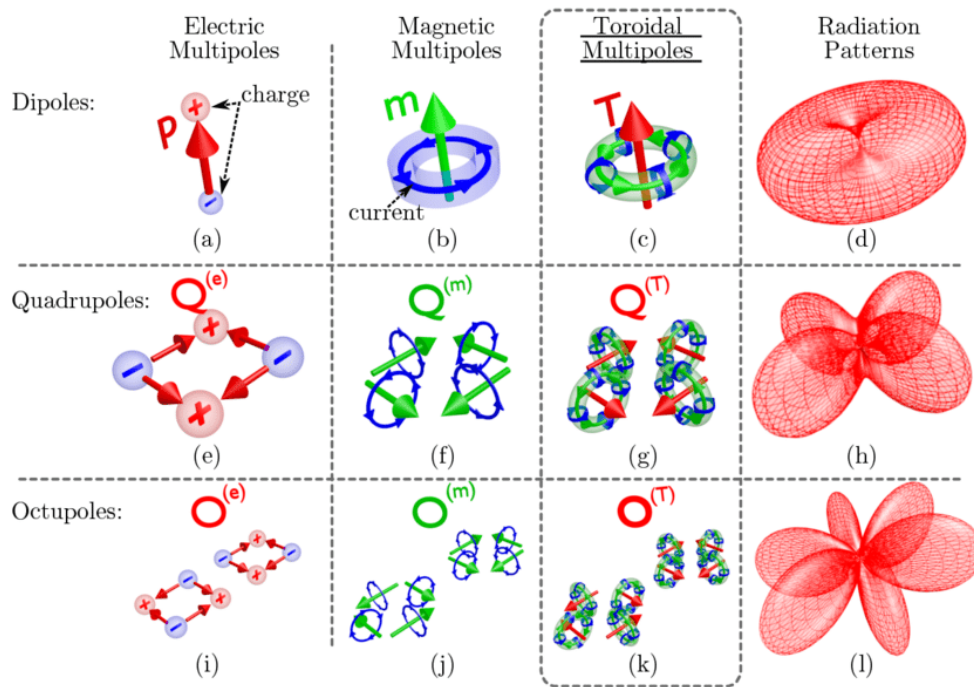 Electric
Multipoles
Magnetic
Multipoles
Toroidal
Multipoles
Radiation
Patterns
Dipoles:
P
+
−
charge
m
current
T
(a)
(b)
(c)
(d)
Quadrupoles:
Q(e)
+
−
−
+
Q(m)
Q(T)
(e)
(f)
(g)
(h)
Octupoles:
O(e)
+
−
−
+
−
+
+
−
O(m)
O(T)
(i)
(j)
(k)
(l)